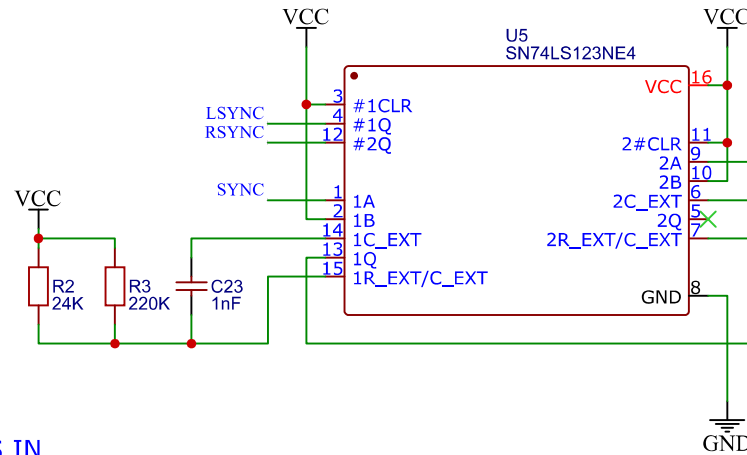 VCC
VCC
U5
SN74LS123NE4
VCC 16
3 #1CLR
LSYNC 4 #1Q
RSYNC 12 #2Q
2#CLR 11
2A 9
2B 10
SYNC 1 1A
2C_EXT 6
2 1B
2Q 5
VCC
14 1C_EXT
2R_EXT/C_EXT 7
13 1Q
15 1R_EXT/C_EXT
R2
24K
R3
220K
C23
1nF
GND 8
GND
IN